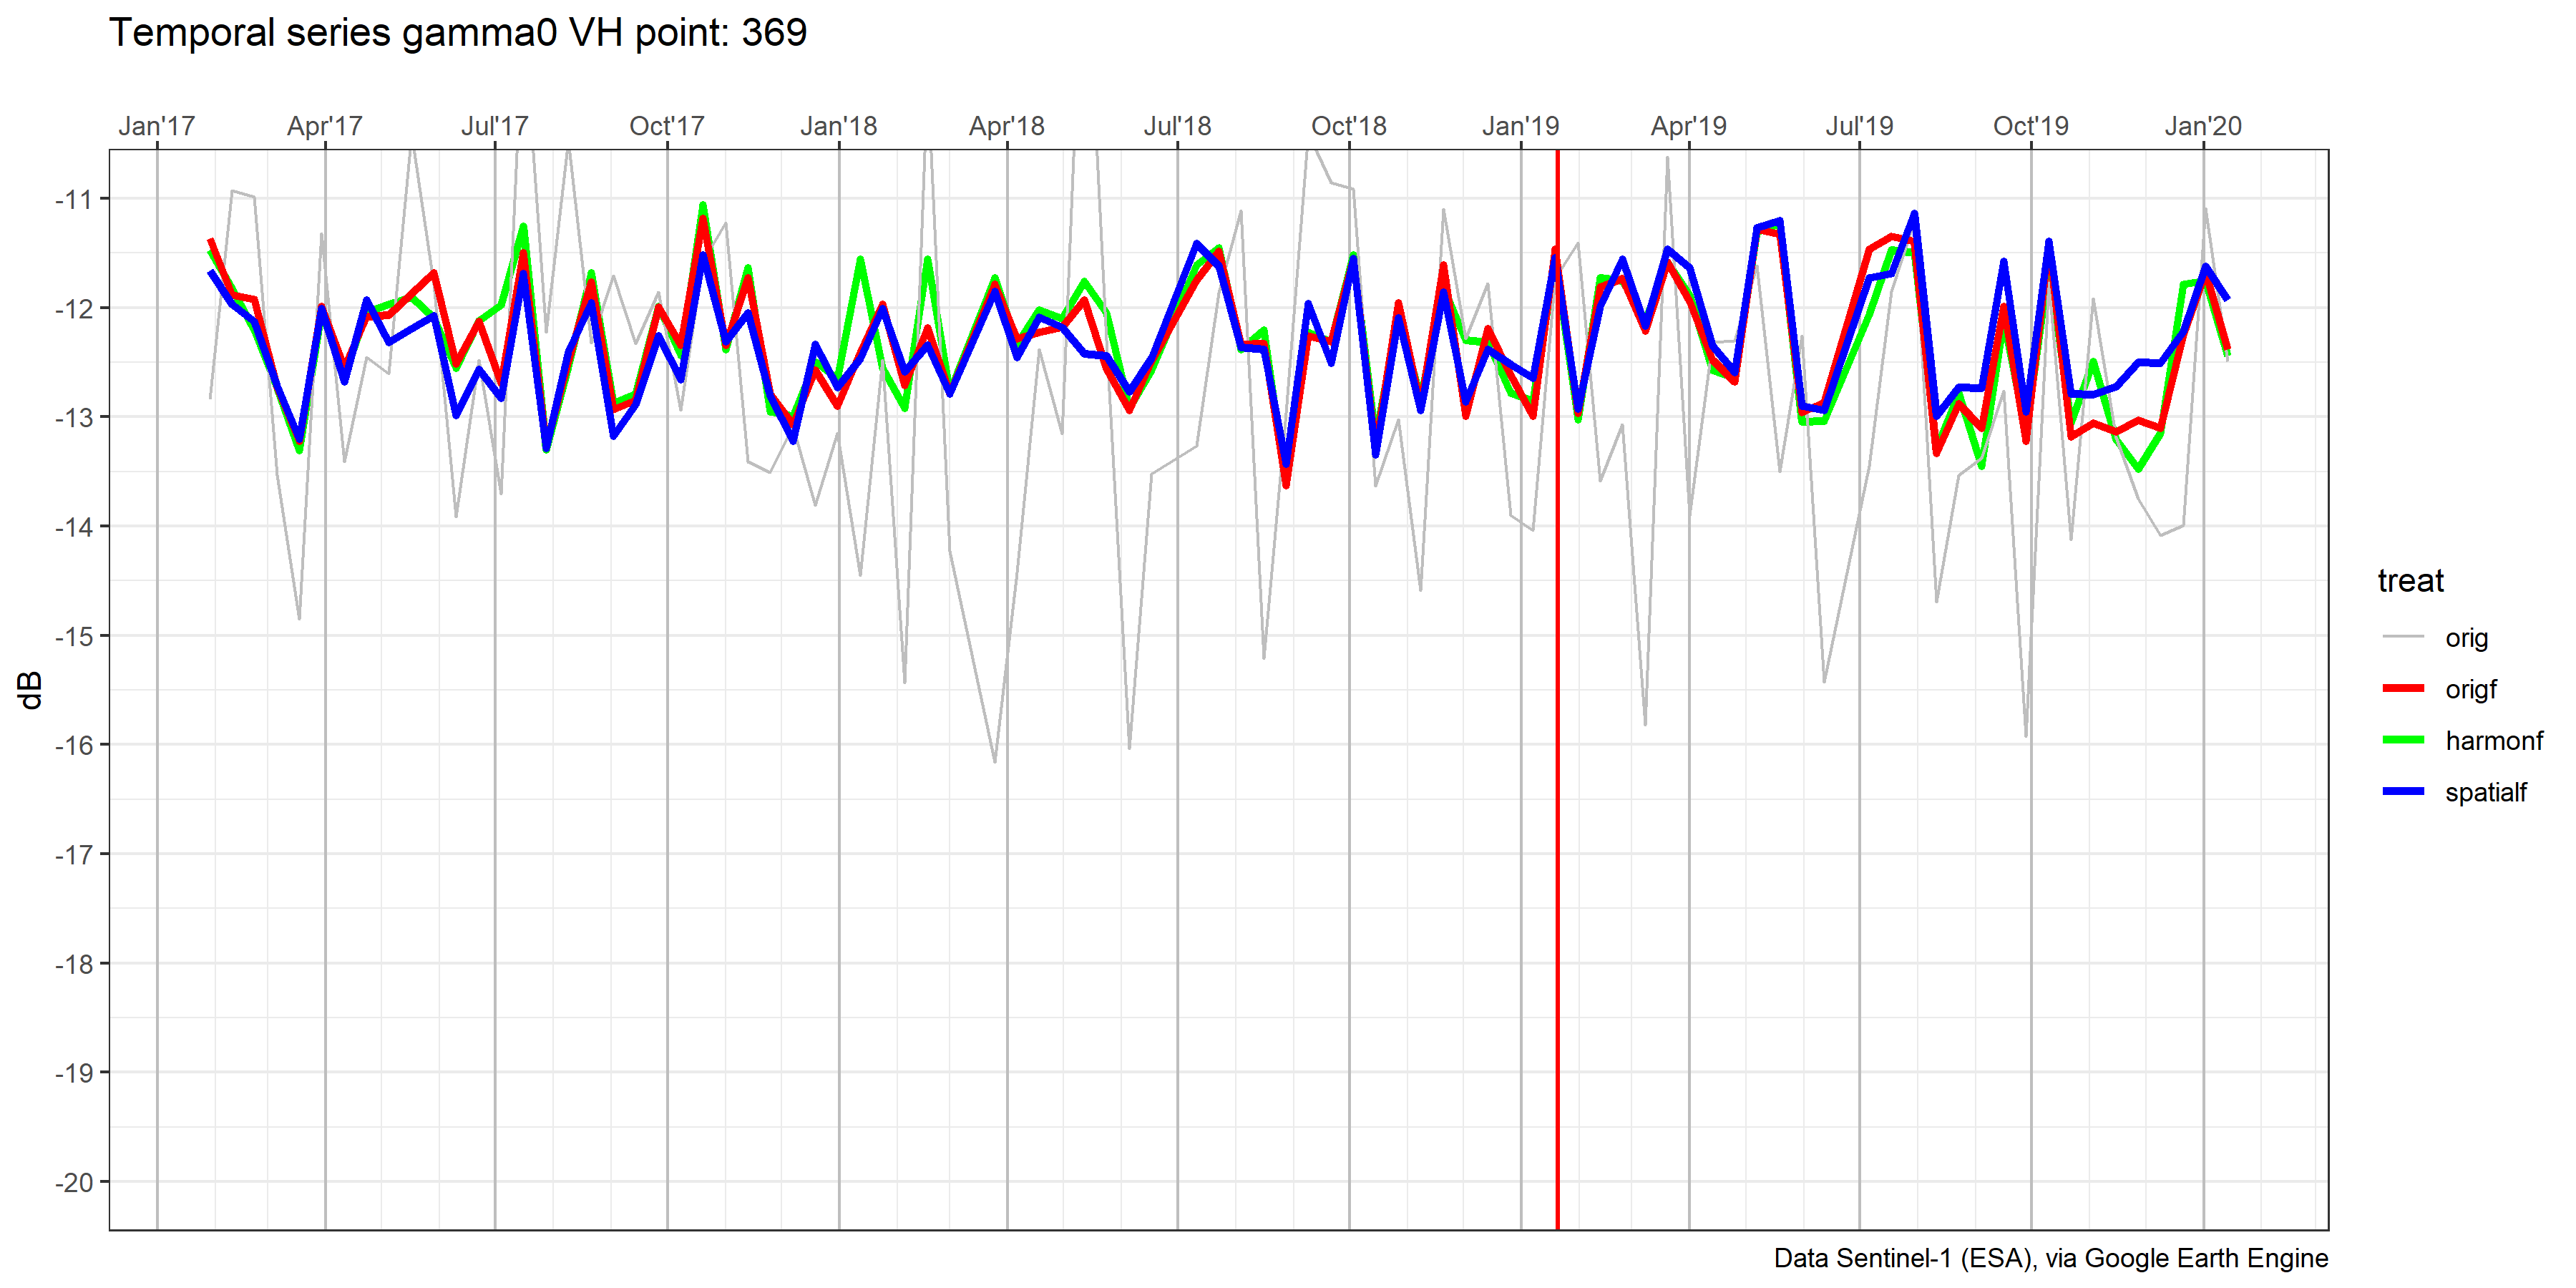 Temporal series gamma0 VH point: 369
Jan'17 Apr'17 Jul'17 Oct'17 Jan'18 Apr'18 Jul'18 Oct'18 Jan'19 Apr'19 Jul'19 Oct'19 Jan'20
-11
-12
-13
-14
-15
-16
-17
-18
-19
-20
dB
treat
orig
origf
harmonf
spatialf
Data Sentinel-1 (ESA), via Google Earth Engine